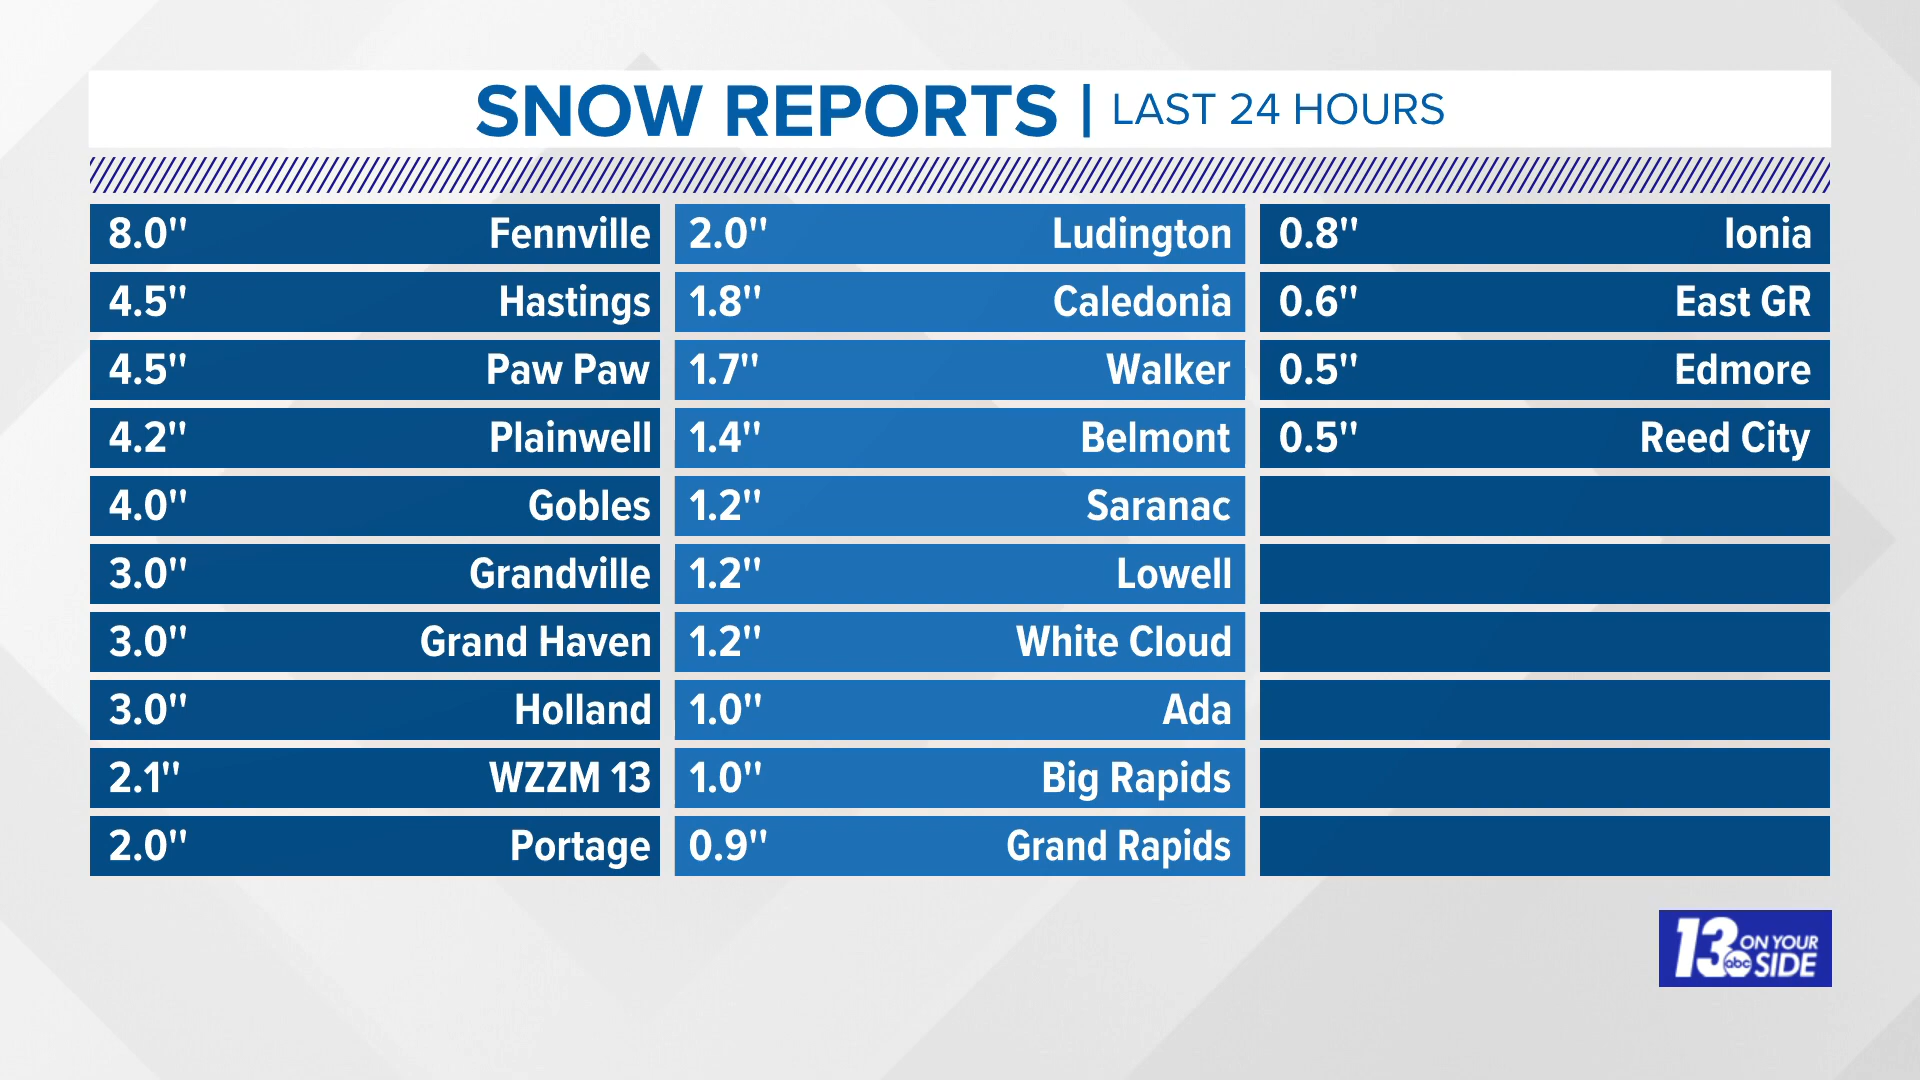 SNOW REPORTS | LAST 24 HOURS
8.0" Fennville
4.5" Hastings
4.5" Paw Paw
4.2" Plainwell
4.0" Gobles
3.0" Grandville
3.0" Grand Haven
3.0" Holland
2.1" WZZM 13
2.0" Portage
2.0" Ludington
1.8" Caledonia
1.7" Walker
1.4" Belmont
1.2" Saranac
1.2" Lowell
1.2" White Cloud
1.0" Ada
1.0" Big Rapids
0.9" Grand Rapids
0.8" Ionia
0.6" East GR
0.5" Edmore
0.5" Reed City
13 abc ON YOUR
SIDE